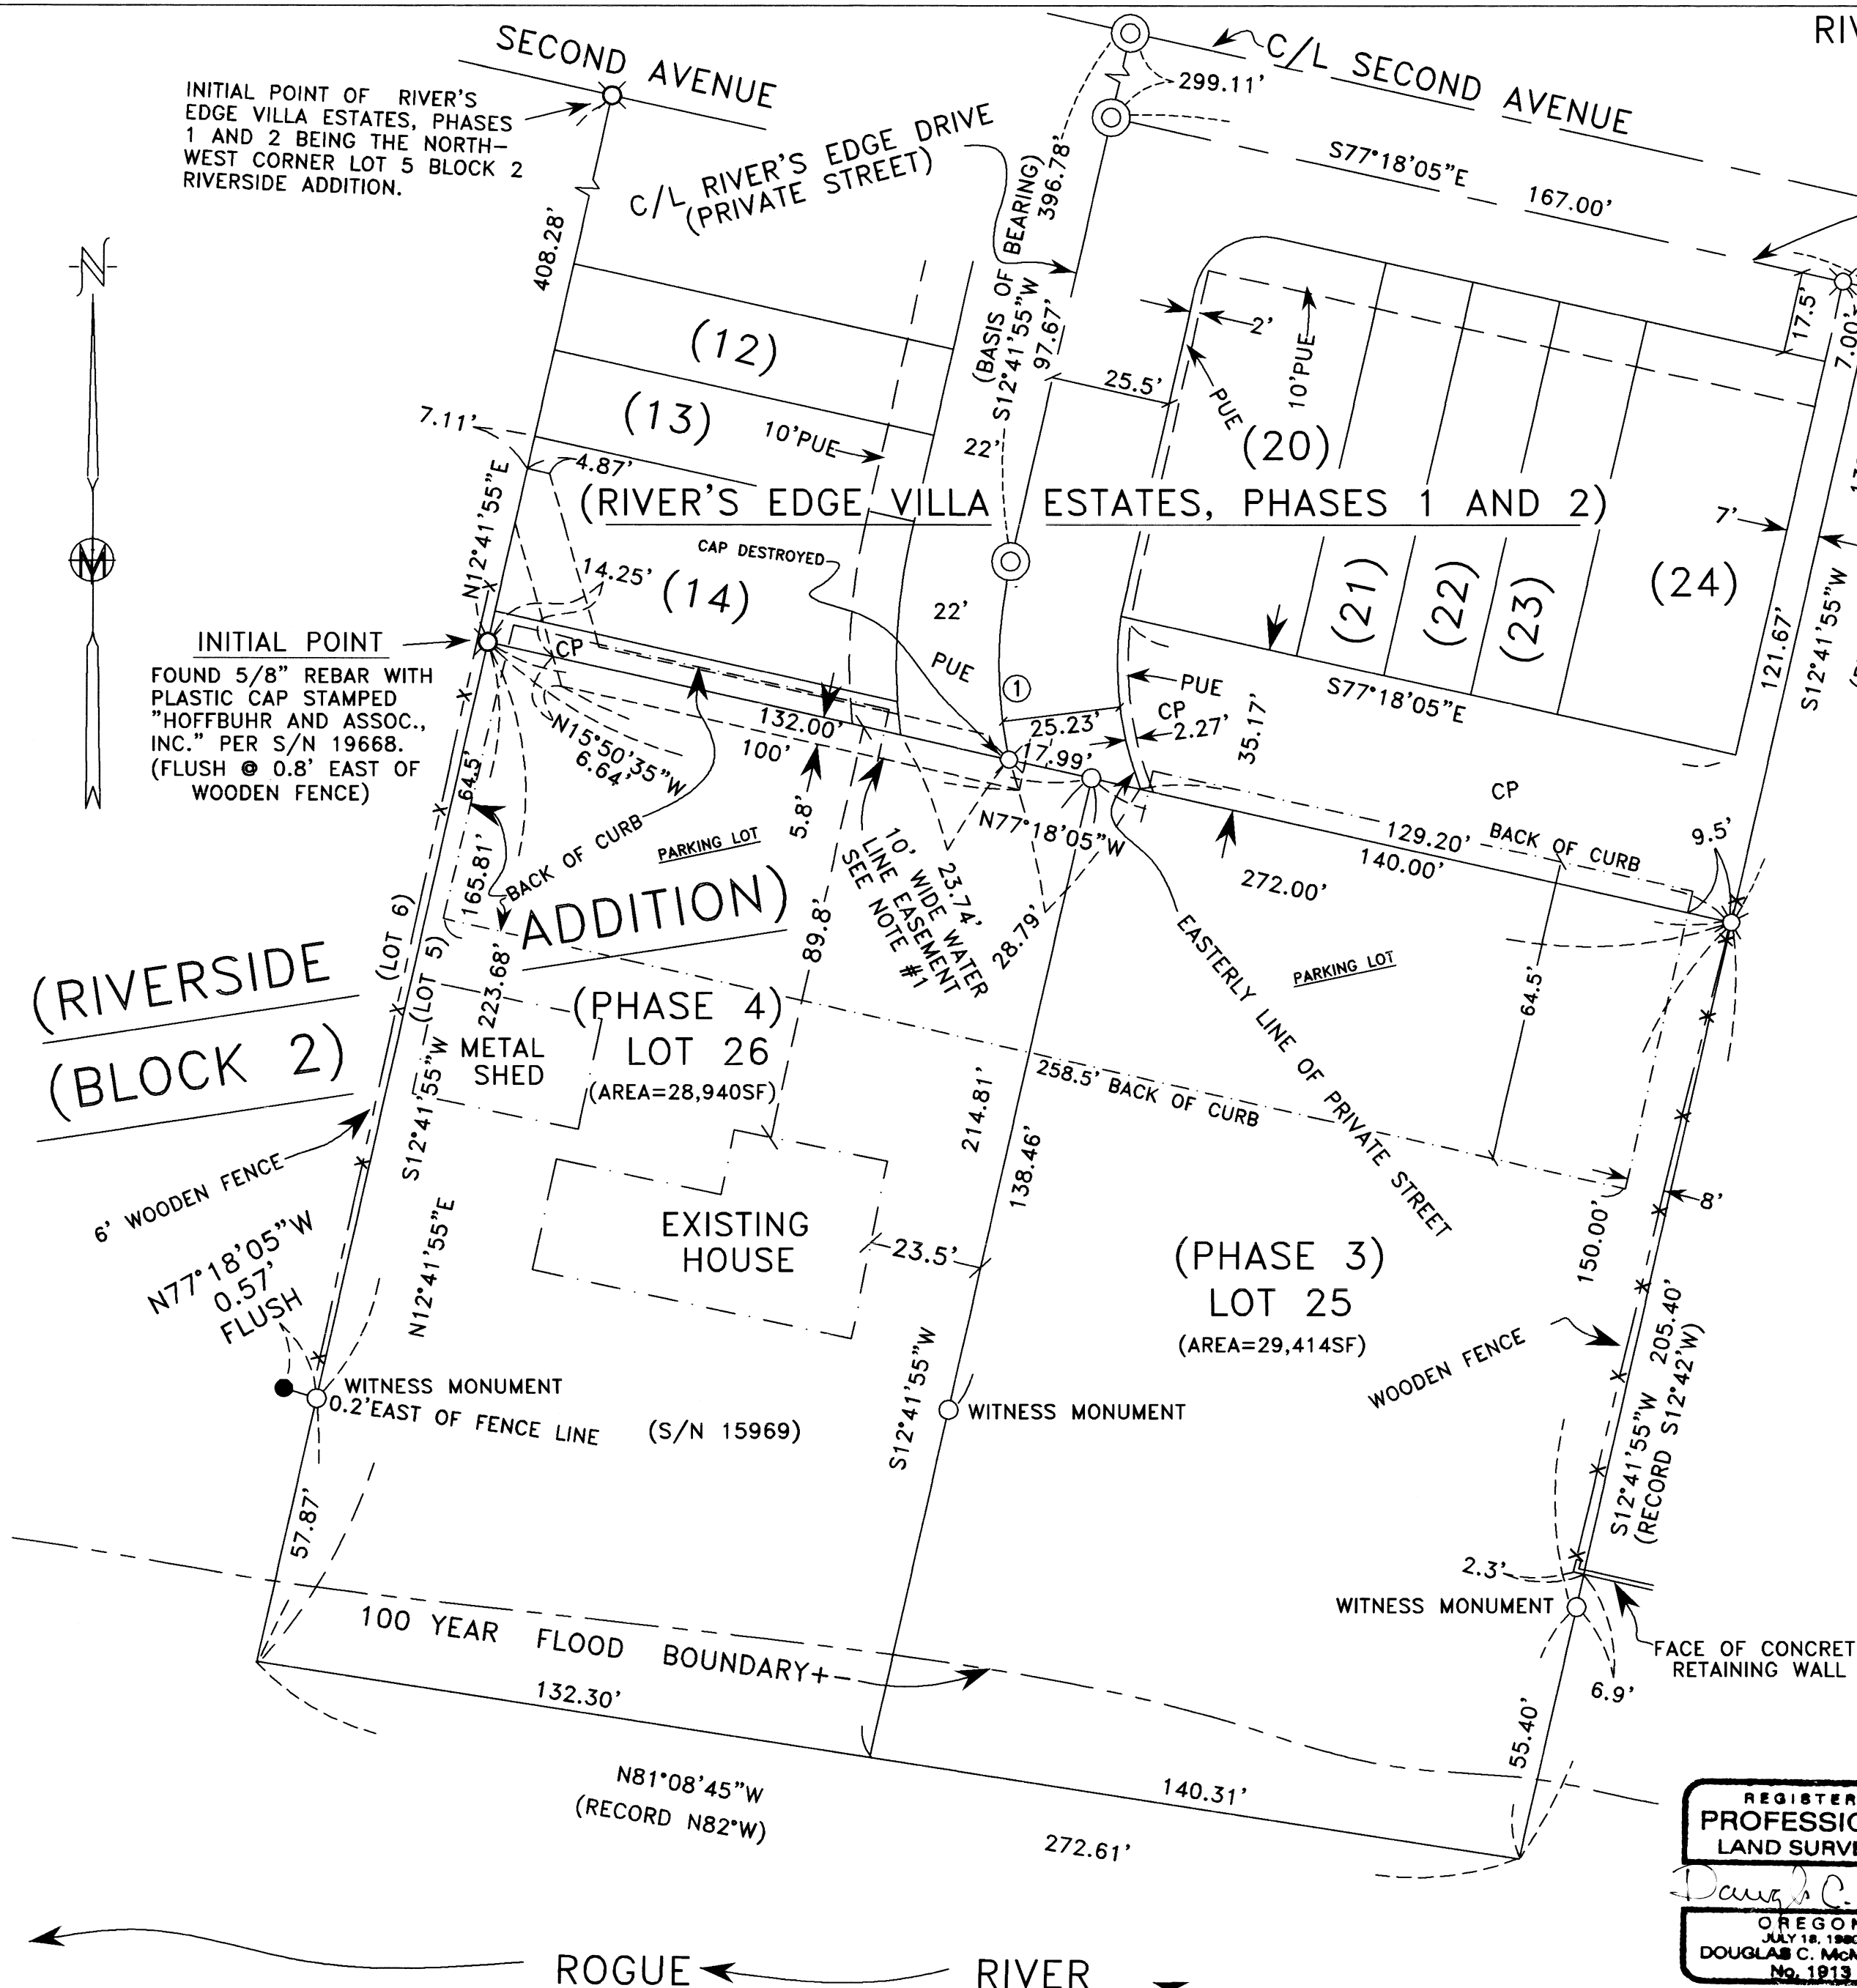 SECOND AVENUE
INITIAL POINT OF RIVER'S
EDGE VILLA ESTATES, PHASES
1 AND 2 BEING THE NORTH-
WEST CORNER LOT 5 BLOCK 2
RIVERSIDE ADDITION.
C/L SECOND AVENUE
299.11'
C/L RIVER'S EDGE DRIVE
(PRIVATE STREET)
(BASIS OF BEARING)
396.78'
S12°41'55"W
97.67'
S77°18'05"E
167.00'
17.5'
7.00'
N
408.28'
(12)
(13)
10'PUE
7.11'
4.87'
22'
25.5'
2'
PUE
10'PUE
(20)
(RIVER'S EDGE VILLA ESTATES, PHASES 1 AND 2)
7'
N12°41'55"E
CAP DESTROYED
14.25'
(14)
22'
PUE
(21)
(22)
(23)
(24)
121.67'
S12°41'55"W
INITIAL POINT
FOUND 5/8" REBAR WITH
PLASTIC CAP STAMPED
"HOFFBUHR AND ASSOC.,
INC." PER S/N 19668.
(FLUSH @ 0.8' EAST OF
WOODEN FENCE)
CP
132.00'
100'
N15°50'35"W
6.64'
1
PUE
CP
25.23'
2.27'
17.99'
35.17'
S77°18'05"E
CP
N77°18'05"W
129.20' BACK OF CURB
140.00'
272.00'
9.5'
64.5'
165.81'
BACK OF CURB
PARKING LOT
5.8'
10' WIDE WATER
LINE EASEMENT
SEE NOTE #1
23.74'
28.79'
89.8'
EASTERLY LINE OF PRIVATE STREET
PARKING LOT
64.5'
(RIVERSIDE ADDITION)
(BLOCK 2)
(LOT 6)
(LOT 5)
223.68'
S12°41'55"W
METAL
SHED
(PHASE 4)
LOT 26
(AREA=28,940SF)
214.81'
138.46'
258.5' BACK OF CURB
6' WOODEN FENCE
N12°41'55"E
EXISTING
HOUSE
23.5'
(PHASE 3)
LOT 25
(AREA=29,414SF)
150.00'
8'
N77°18'05"W
0.57'
FLUSH
WITNESS MONUMENT
0.2'EAST OF FENCE LINE
(S/N 15969)
S12°41'55"W
WITNESS MONUMENT
WOODEN FENCE
S12°41'55"W 205.40'
(RECORD S12°42'W)
57.87'
2.3'
WITNESS MONUMENT
FACE OF CONCRET
RETAINING WALL
6.9'
100 YEAR FLOOD BOUNDARY+-
132.30'
55.40'
N81°08'45"W
(RECORD N82°W)
140.31'
272.61'
ROGUE RIVER
REGISTER
PROFESSIO
LAND SURVE
OREGON
JULY 18, 1980
DOUGLAS C. McM
No. 1913